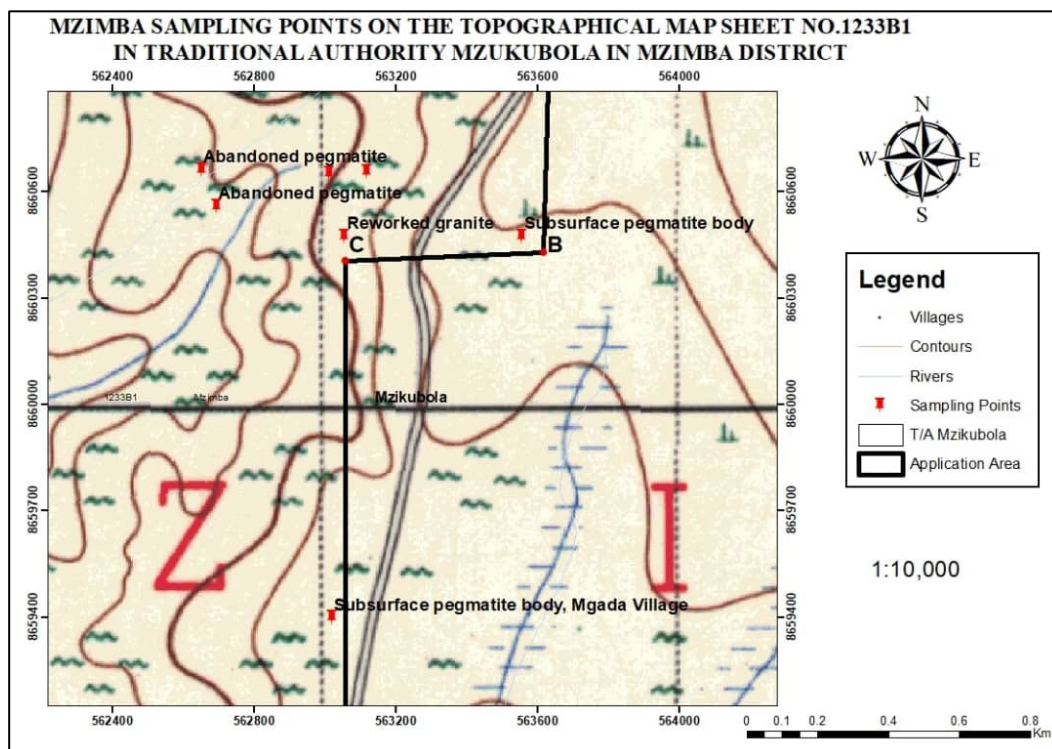 MZIMBA SAMPLING POINTS ON THE TOPOGRAPHICAL MAP SHEET NO.1233B1
IN TRADITIONAL AUTHORITY MZUKUBOLA IN MZIMBA DISTRICT
562400 562800 563200 563600 564000
8660600
8660300
8660000
8659700
8659400
Abandoned pegmatite
Abandoned pegmatite
Reworked granite
Subsurface pegmatite body
C
B
1233B1
Mzimba
Mzikubola
Z
I
Subsurface pegmatite body, Mgada Village
8660600
8660300
8660000
8659700
8659400
562400 562800 563200 563600 564000
N
W
E
S
Legend
Villages
Contours
Rivers
Sampling Points
T/A Mzikubola
Application Area
1:10,000
0 0.1 0.2 0.4 0.6 0.8
Km